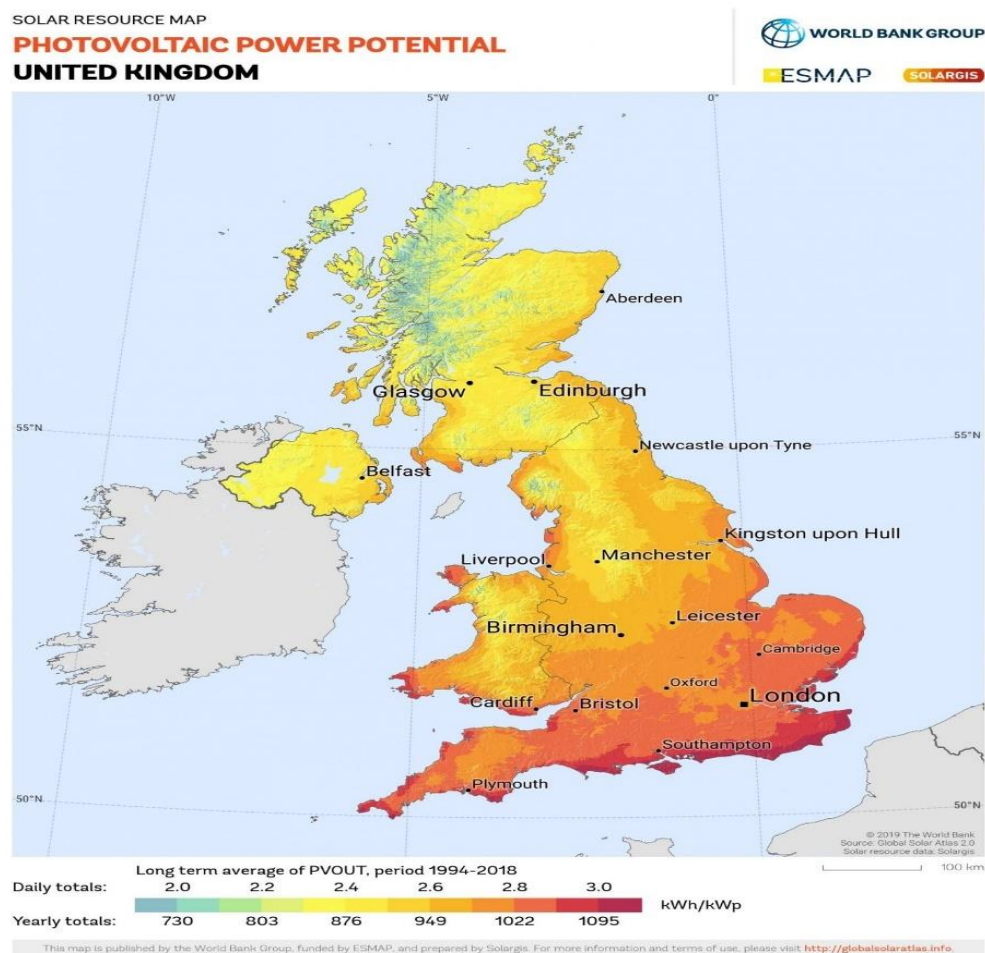 SOLAR RESOURCE MAP
PHOTOVOLTAIC POWER POTENTIAL
UNITED KINGDOM
WORLD BANK GROUP
ESMAP
SOLARGIS
10°W
5°W
0°
Aberdeen
Glasgow
Edinburgh
55°N
55°N
Newcastle upon Tyne
Belfast
Kingston upon Hull
Liverpool
Manchester
Leicester
Birmingham
Cambridge
Oxford
London
Cardiff
Bristol
Southampton
Plymouth
50°N
50°N
© 2019 The World Bank
Source: Global Solar Atlas 2.0
Solar resource data: Solargis
100 km
Long term average of PVOUT, period 1994-2018
Daily totals: 2.0 2.2 2.4 2.6 2.8 3.0
kWh/kWp
Yearly totals: 730 803 876 949 1022 1095
This map is published by the World Bank Group, funded by ESMAP, and prepared by Solargis. For more information and terms of use, please visit http://globalsolaratlas.info.